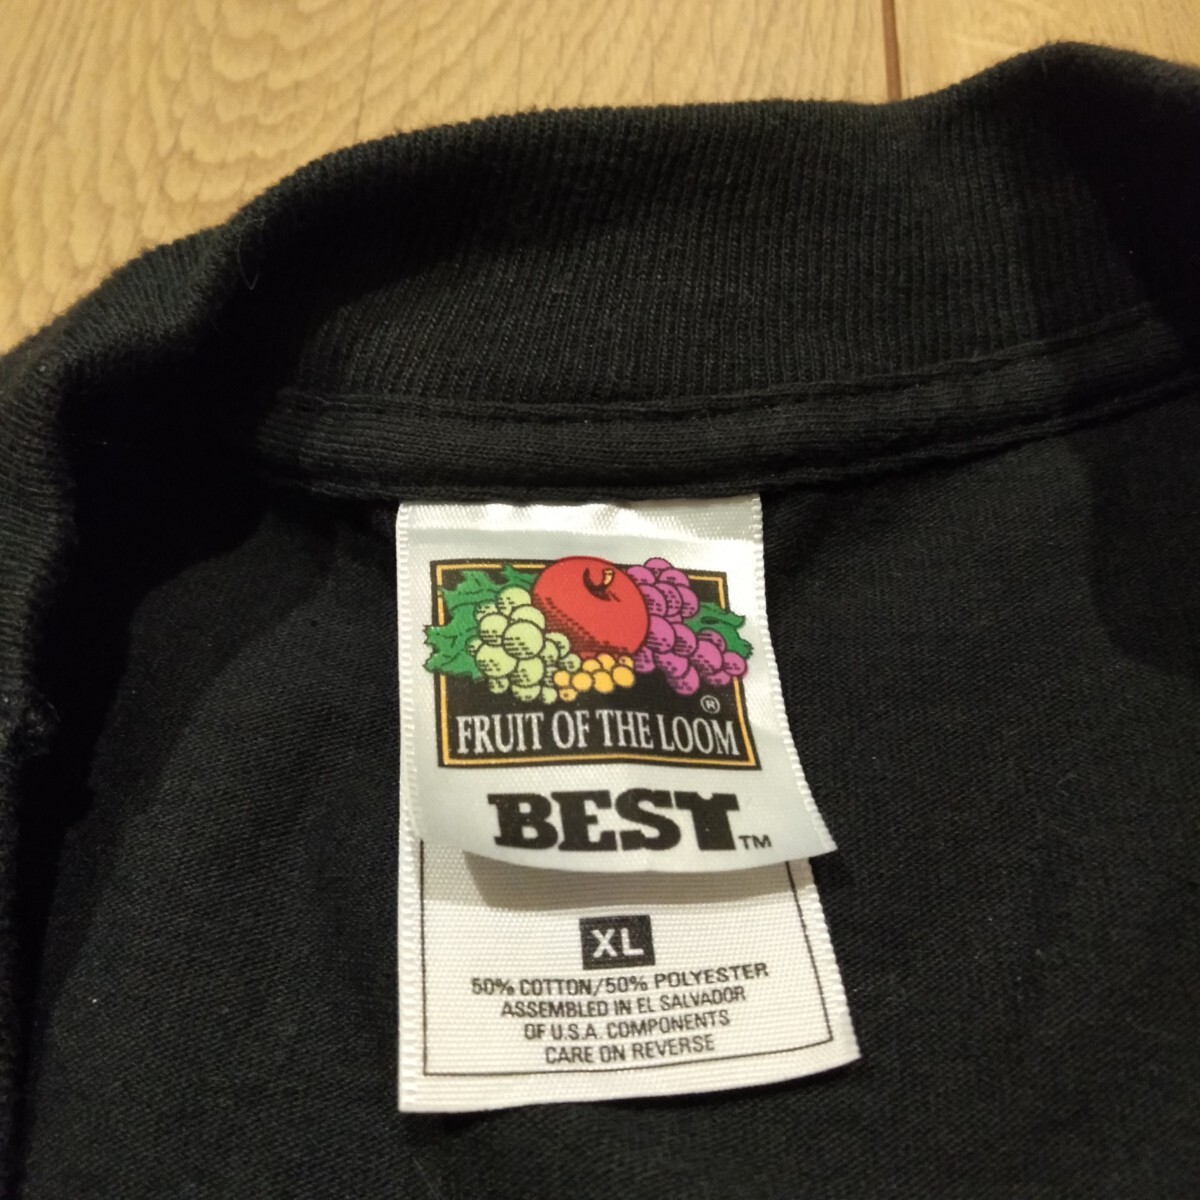 ®
FRUIT OF THE LOOM
BEST™
XL
50% COTTON/50% POLYESTER
ASSEMBLED IN EL SALVADOR
OF U.S.A. COMPONENTS
CARE ON REVERSE